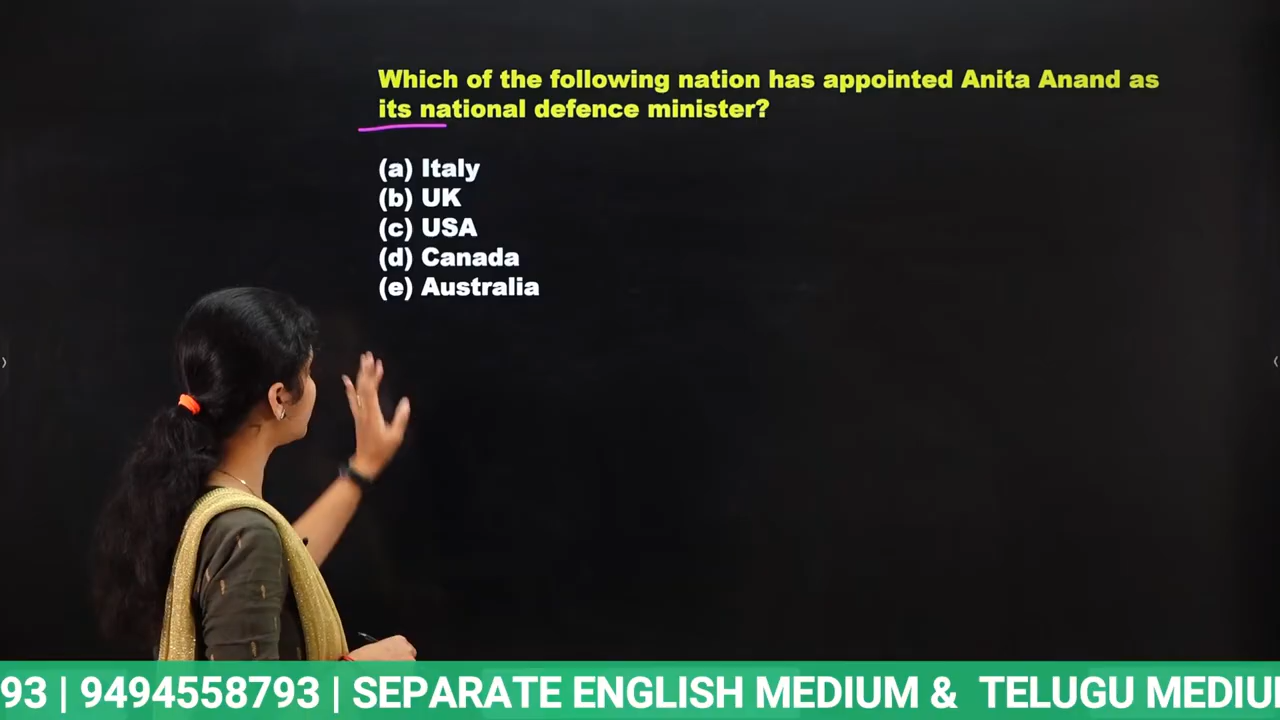 Which of the following nation has appointed Anita Anand as
its national defence minister?
(a) Italy
(b) UK
(c) USA
(d) Canada
(e) Australia
93 | 9494558793 | SEPARATE ENGLISH MEDIUM & TELUGU MEDIU